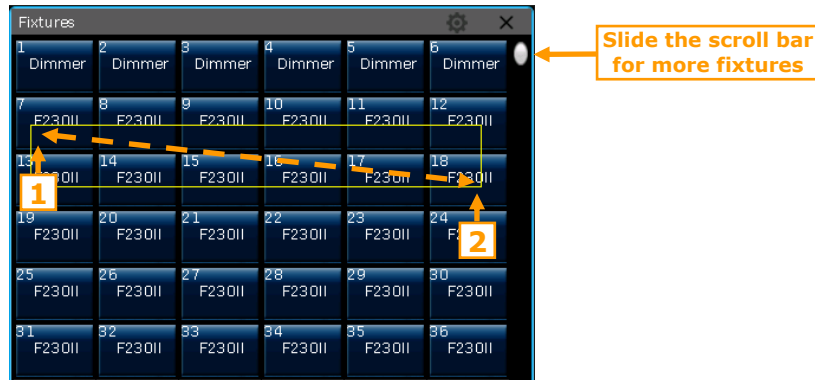 Fixtures
1 2 3 4 5 6
Dimmer Dimmer Dimmer Dimmer Dimmer Dimmer
Slide the scroll bar
for more fixtures
7 8 9 10 11 12
F230II F230II F230II F230II F230II F230II
13 14 15 16 17 18
F230II F230II F230II F230II F230II
1
19 20 21 22 23 24
F230II F230II F230II F230II F230II
2
25 26 27 28 29 30
F230II F230II F230II F230II F230II F230II
31 32 33 34 35 36
F230II F230II F230II F230II F230II F230II